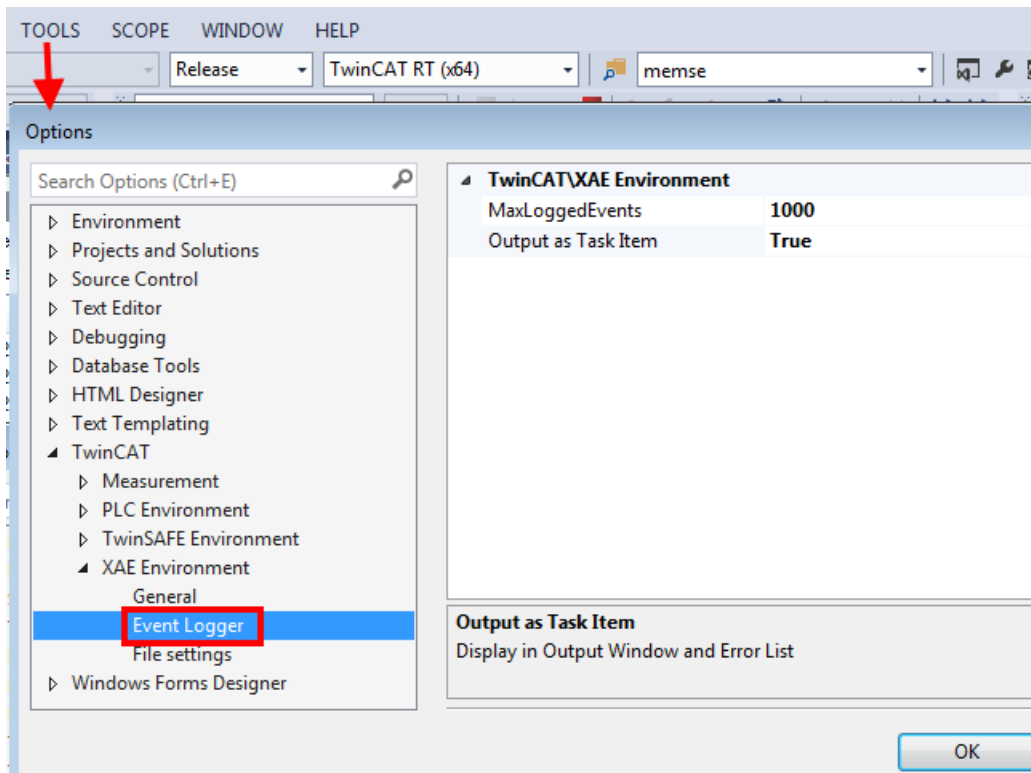 TOOLS SCOPE WINDOW HELP
Release TwinCAT RT (x64) memse
Options
Search Options (Ctrl+E)
Environment
Projects and Solutions
Source Control
Text Editor
Debugging
Database Tools
HTML Designer
Text Templating
TwinCAT
Measurement
PLC Environment
TwinSAFE Environment
XAE Environment
General
Event Logger
File settings
Windows Forms Designer
TwinCAT\XAE Environment
MaxLoggedEvents 1000
Output as Task Item True
Output as Task Item
Display in Output Window and Error List
OK